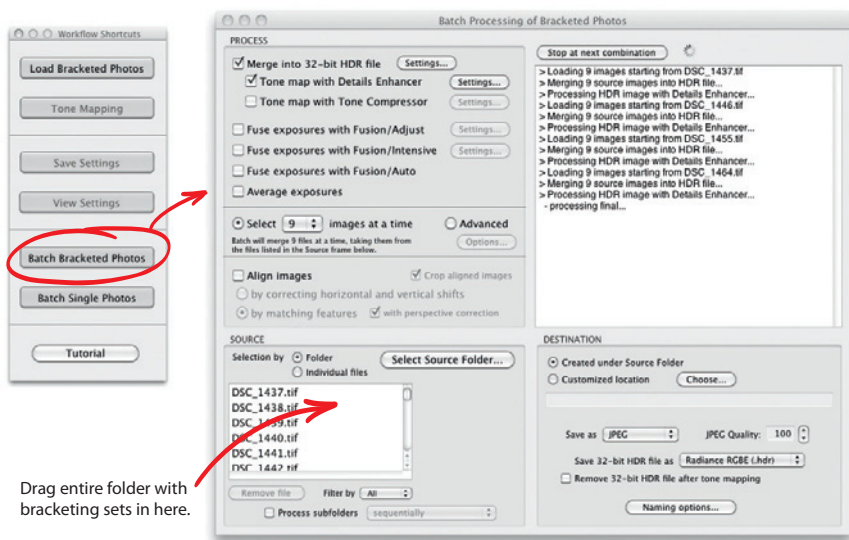 Workflow Shortcuts
Load Bracketed Photos
Tone Mapping
Save Settings
View Settings
Batch Bracketed Photos
Batch Single Photos
Tutorial
Drag entire folder with
bracketing sets in here.
Batch Processing of Bracketed Photos
PROCESS
Merge into 32-bit HDR file Settings...
Tone map with Details Enhancer Settings...
Tone map with Tone Compressor Settings...
Fuse exposures with Fusion/Adjust Settings...
Fuse exposures with Fusion/Intensive Settings...
Fuse exposures with Fusion/Auto
Average exposures
Select 9 images at a time Advanced
Batch will merge 9 files at a time, taking them from
the files listed in the Source frame below. Options...
Align images Crop aligned images
by correcting horizontal and vertical shifts
by matching features with perspective correction
Stop at next combination
> Loading 9 images starting from DSC_1437.tif
> Merging 9 source images into HDR file...
> Processing HDR image with Details Enhancer...
> Loading 9 images starting from DSC_1446.tif
> Merging 9 source images into HDR file...
> Processing HDR image with Details Enhancer...
> Loading 9 images starting from DSC_1455.tif
> Merging 9 source images into HDR file...
> Processing HDR image with Details Enhancer...
> Loading 9 images starting from DSC_1464.tif
> Merging 9 source images into HDR file...
> Processing HDR image with Details Enhancer...
- processing final...
SOURCE
Selection by Folder Select Source Folder...
Individual files
DSC_1437.tif
DSC_1438.tif
DSC_1439.tif
DSC_1440.tif
DSC_1441.tif
DSC_1442.tif
Remove file Filter by All
Process subfolders sequentially
DESTINATION
Created under Source Folder
Customized location Choose...
Save as JPEG JPEG Quality: 100
Save 32-bit HDR file as Radiance RGBE (.hdr)
Remove 32-bit HDR file after tone mapping
Naming options...